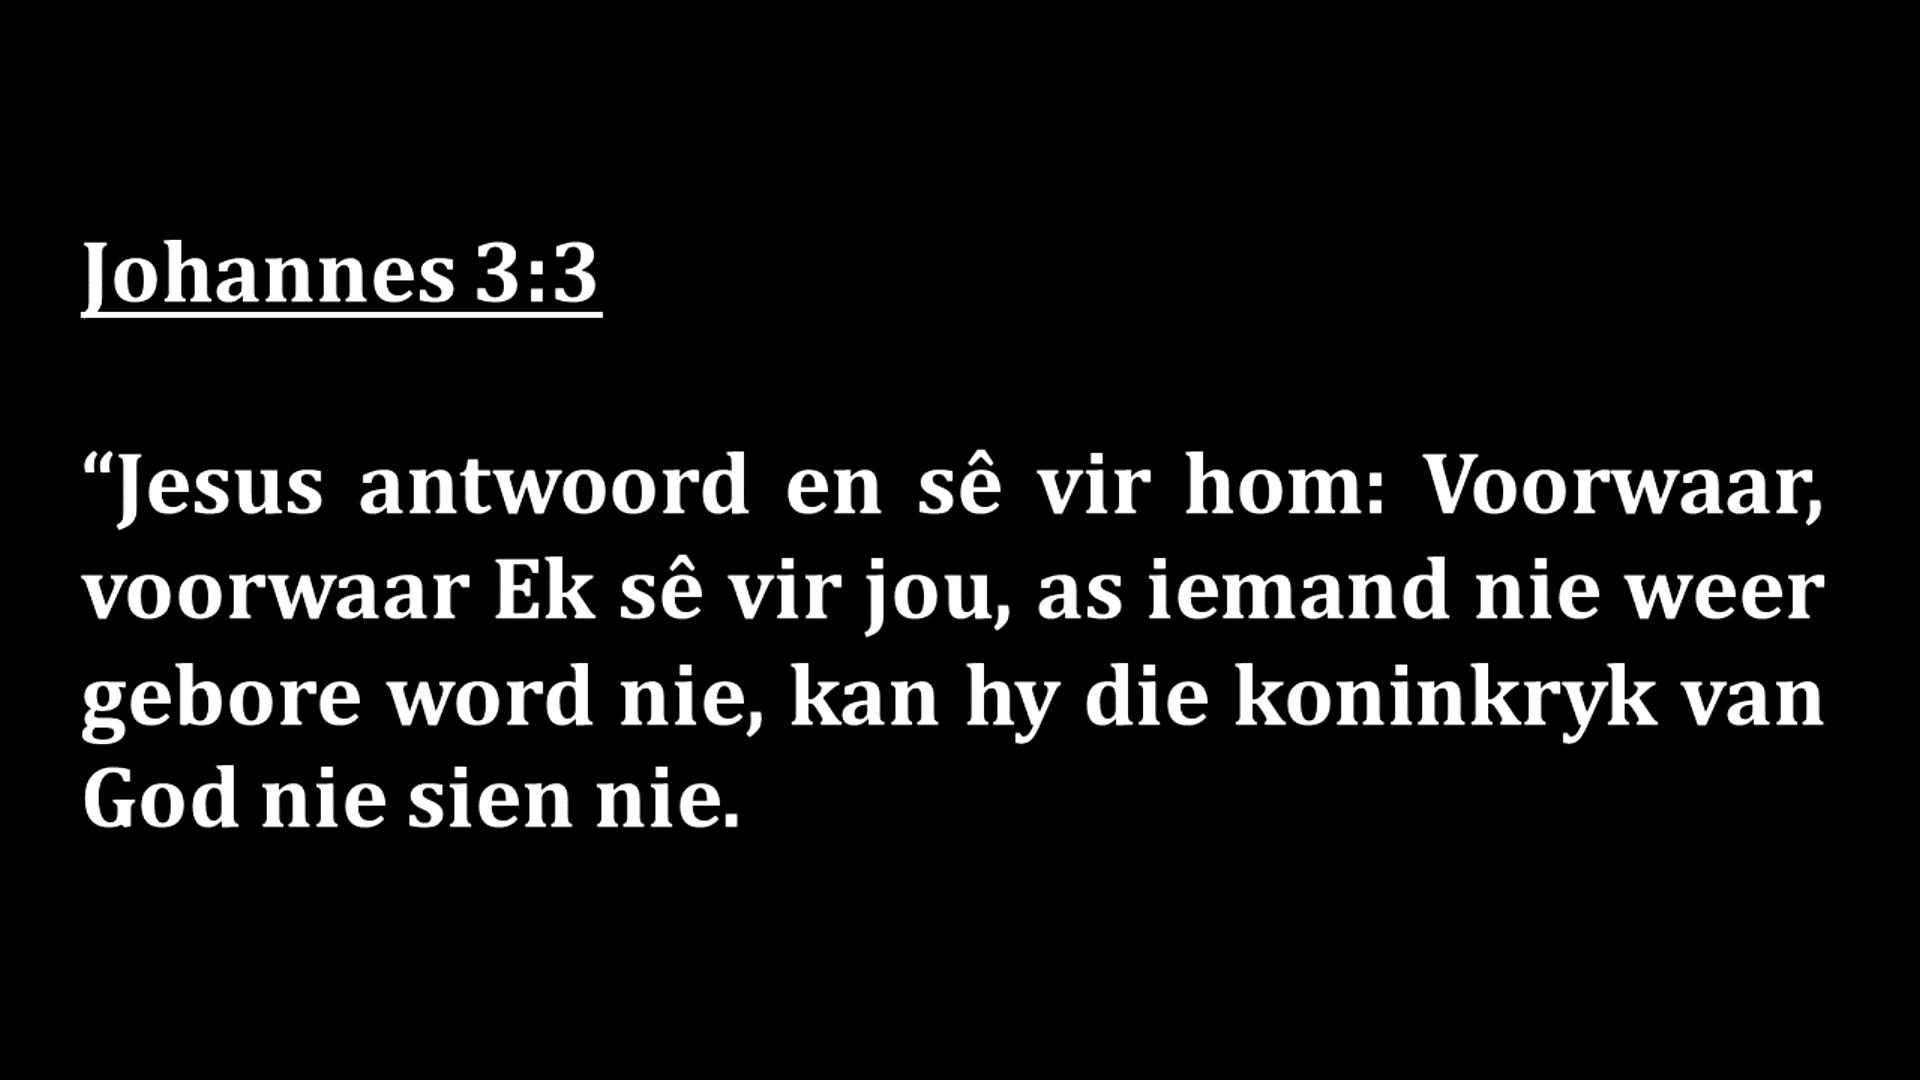 Johannes 3:3
“Jesus antwoord en sê vir hom: Voorwaar,
voorwaar Ek sê vir jou, as iemand nie weer
gebore word nie, kan hy die koninkryk van
God nie sien nie.